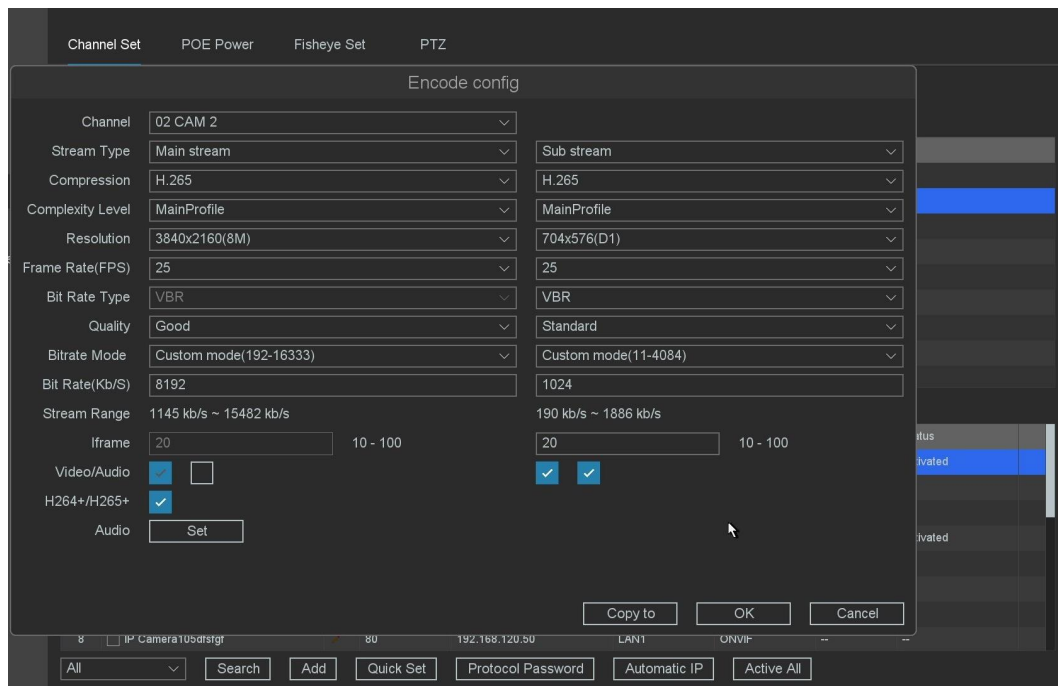 Channel Set POE Power Fisheye Set PTZ
Encode config
Channel 02 CAM 2
Stream Type Main stream Sub stream
Compression H.265 H.265
Complexity Level MainProfile MainProfile
Resolution 3840x2160(8M) 704x576(D1)
Frame Rate(FPS) 25 25
Bit Rate Type VBR VBR
Quality Good Standard
Bitrate Mode Custom mode(192-16333) Custom mode(11-4084)
Bit Rate(Kb/S) 8192 1024
Stream Range 1145 kb/s ~ 15482 kb/s 190 kb/s ~ 1886 kb/s
Iframe 20 10 - 100 20 10 - 100
atus
Video/Audio
ivated
H264+/H265+
Audio Set
ivated
Copy to OK Cancel
8 IP Camera105dfsfgf 80 192.168.120.50 LAN1 ONVIF -- --
All Search Add Quick Set Protocol Password Automatic IP Active All